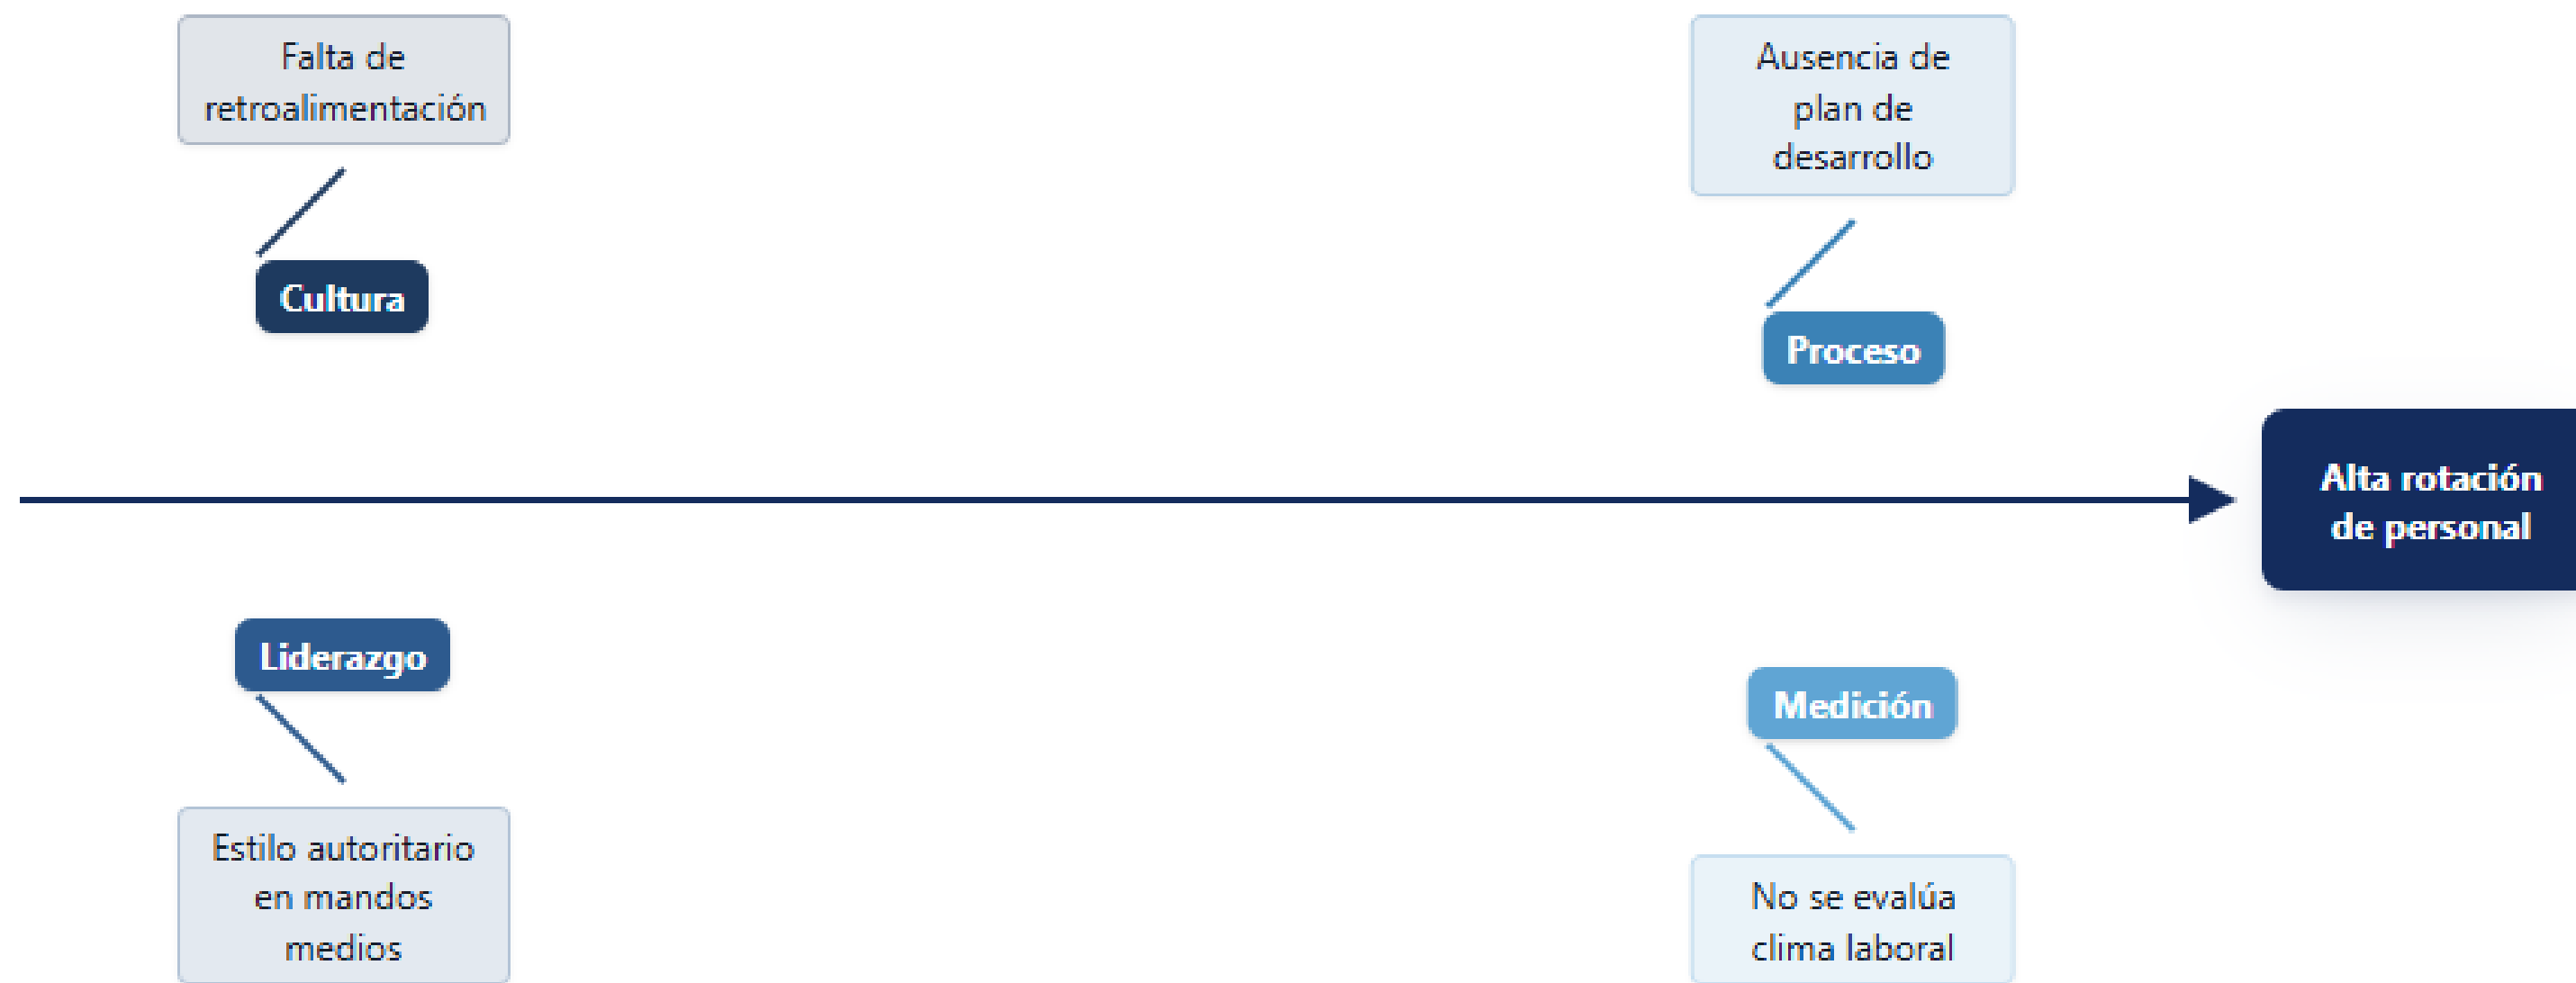 Falta de
retroalimentación
Cultura
Ausencia de
plan de
desarrollo
Proceso
Alta rotación
de personal
Liderazgo
Estilo autoritario
en mandos
medios
Medición
No se evalúa
clima laboral